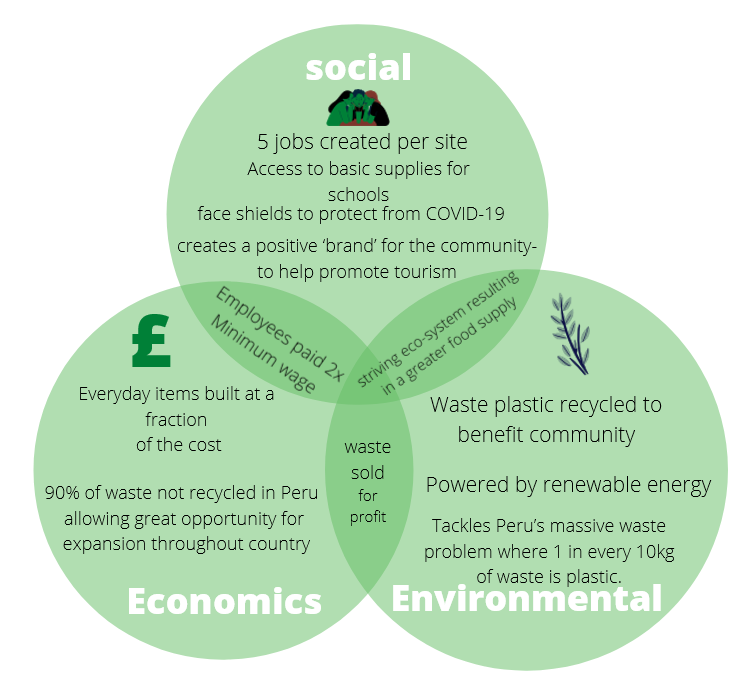 social
5 jobs created per site
Access to basic supplies for
schools
face shields to protect from COVID-19
creates a positive ‘brand’ for the community-
to help promote tourism
Employees paid 2x
Minimum wage
striving eco-system resulting
in a greater food supply
£
Everyday items built at a
fraction
of the cost
90% of waste not recycled in Peru
allowing great opportunity for
expansion throughout country
Economics
waste
sold
for
profit
Waste plastic recycled to
benefit community
Powered by renewable energy
Tackles Peru’s massive waste
problem where 1 in every 10kg
of waste is plastic.
Environmental